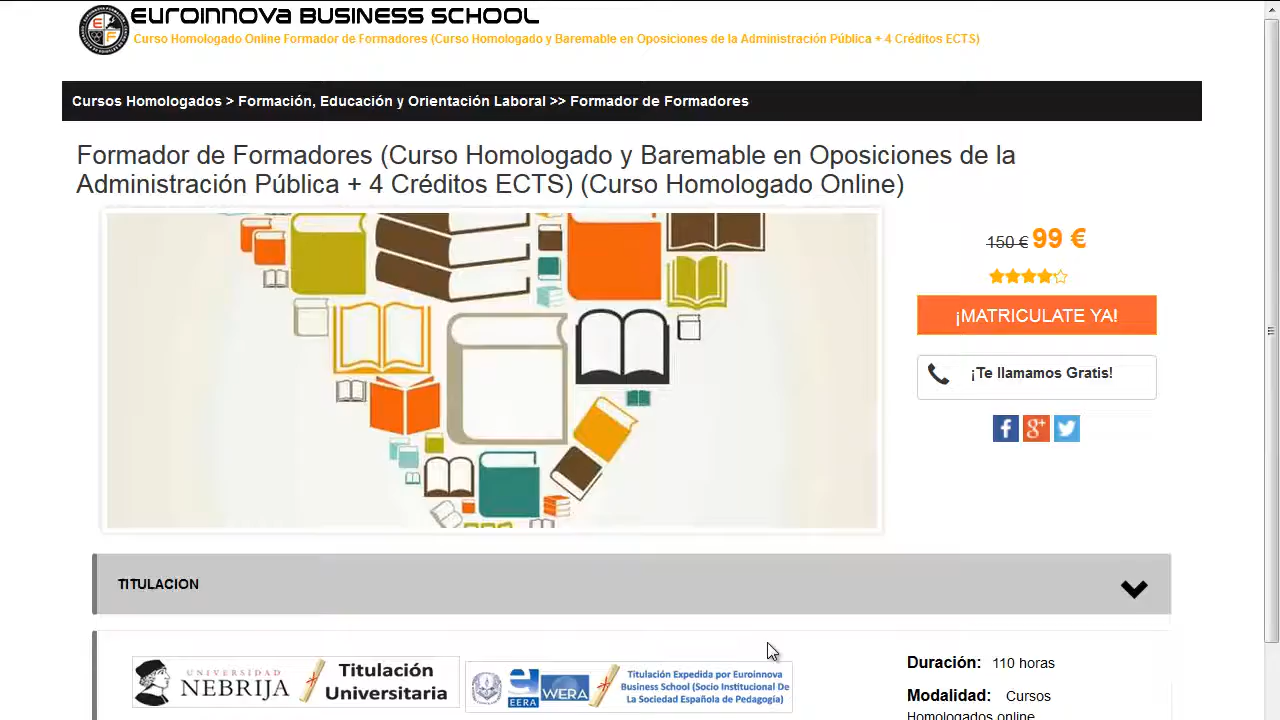 EUROINNOVA BUSINESS SCHOOL
Curso Homologado Online Formador de Formadores (Curso Homologado y Baremable en Oposiciones de la Administración Pública + 4 Créditos ECTS)
Cursos Homologados > Formación, Educación y Orientación Laboral >> Formador de Formadores
Formador de Formadores (Curso Homologado y Baremable en Oposiciones de la
Administración Pública + 4 Créditos ECTS) (Curso Homologado Online)
150 € 99 €
¡MATRICULATE YA!
¡Te llamamos Gratis!
TITULACION
UNIVERSIDAD
NEBRIJA
Titulación
Universitaria
EERA
WERA
Titulación Expedida por Euroinnova
Business School (Socio Institucional De
La Sociedad Española de Pedagogía)
Duración: 110 horas
Modalidad: Cursos
Homologados online